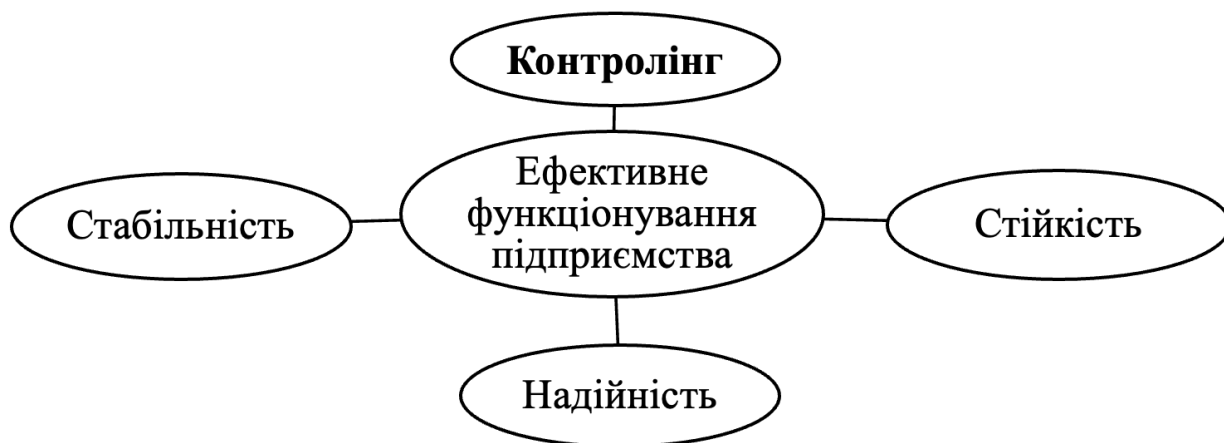 Контролінг
Ефективне
функціонування
підприємства
Стабільність
Стійкість
Надійність